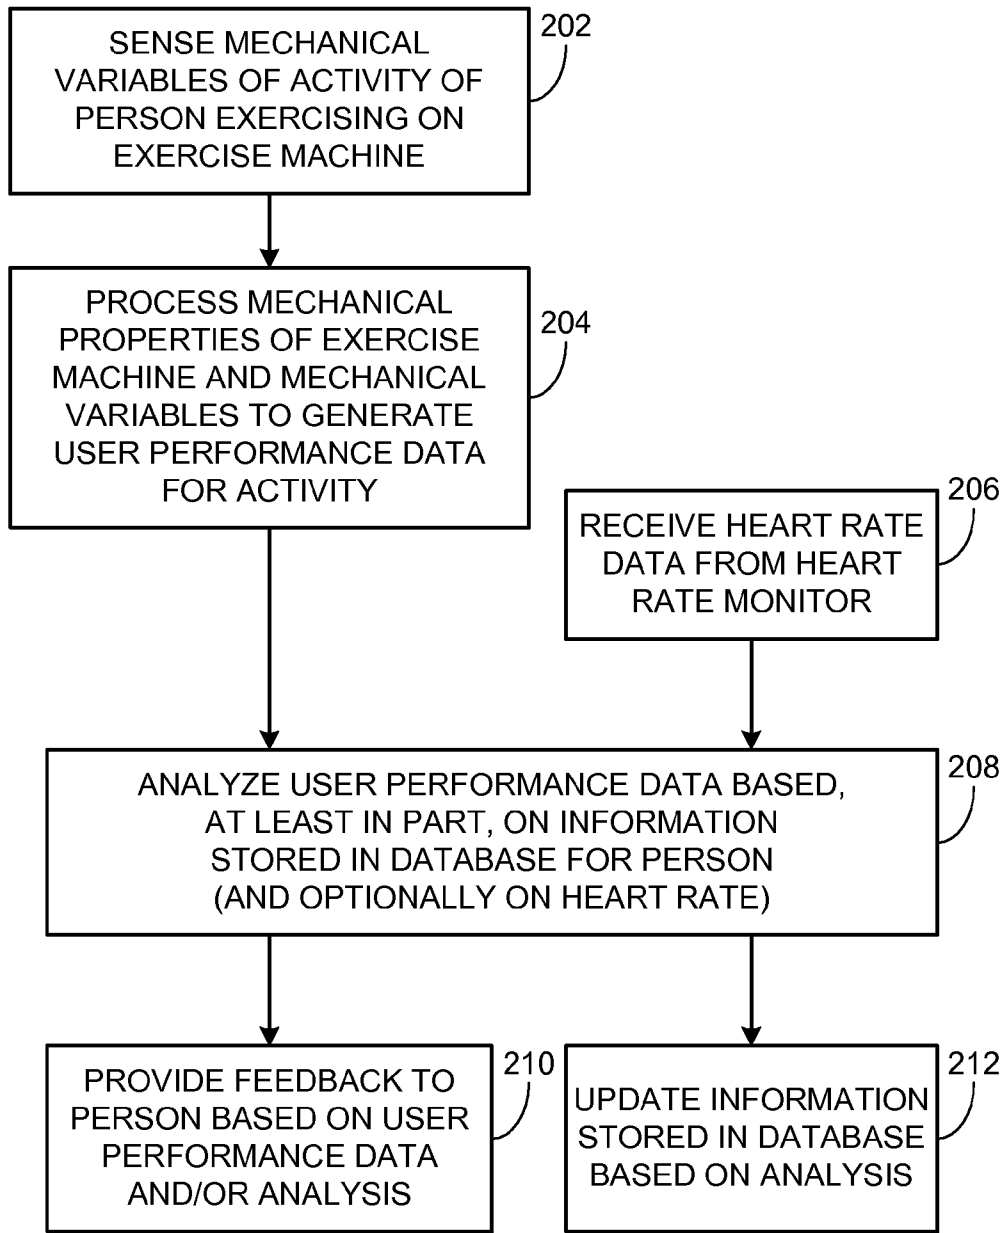 SENSE MECHANICAL
VARIABLES OF ACTIVITY OF
PERSON EXERCISING ON
EXERCISE MACHINE
202
PROCESS MECHANICAL
PROPERTIES OF EXERCISE
MACHINE AND MECHANICAL
VARIABLES TO GENERATE
USER PERFORMANCE DATA
FOR ACTIVITY
204
RECEIVE HEART RATE
DATA FROM HEART
RATE MONITOR
206
ANALYZE USER PERFORMANCE DATA BASED,
AT LEAST IN PART, ON INFORMATION
STORED IN DATABASE FOR PERSON
(AND OPTIONALLY ON HEART RATE)
208
PROVIDE FEEDBACK TO
PERSON BASED ON USER
PERFORMANCE DATA
AND/OR ANALYSIS
210
UPDATE INFORMATION
STORED IN DATABASE
BASED ON ANALYSIS
212